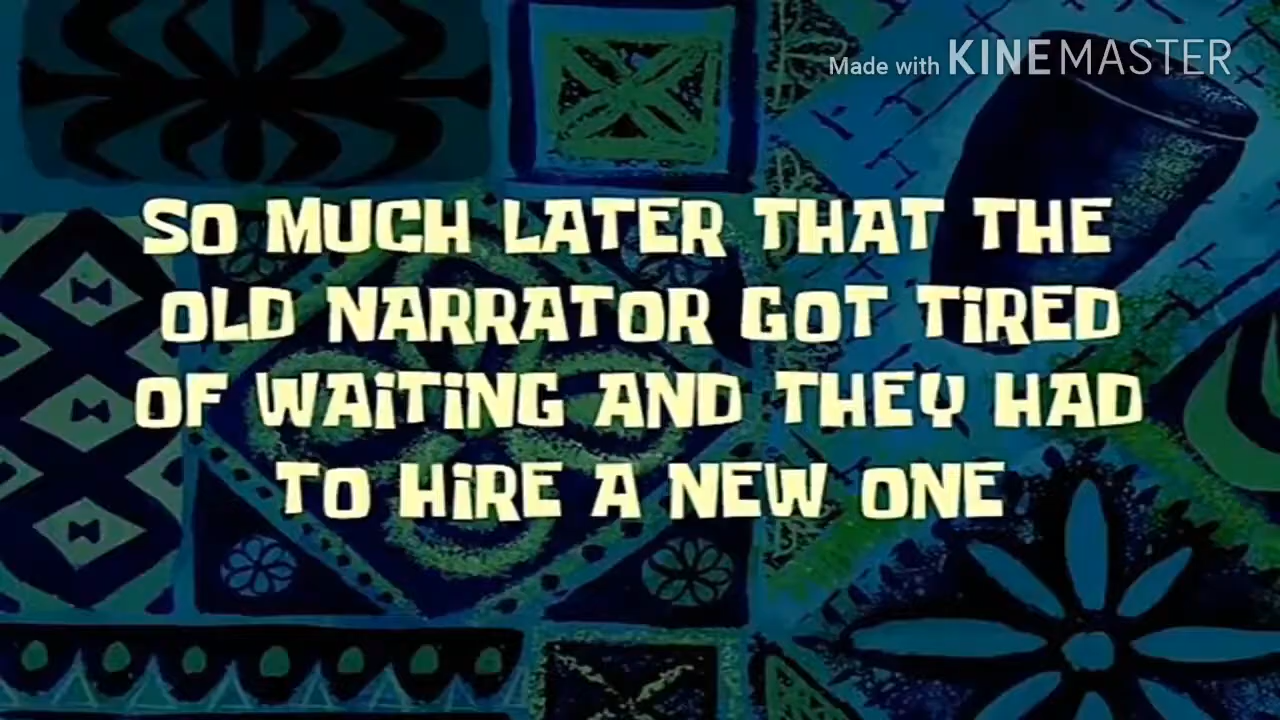 Made with KINEMASTER
SO MUCH LATER THAT THE
OLD NARRATOR GOT TIRED
OF WAITING AND THEY HAD
TO HIRE A NEW ONE